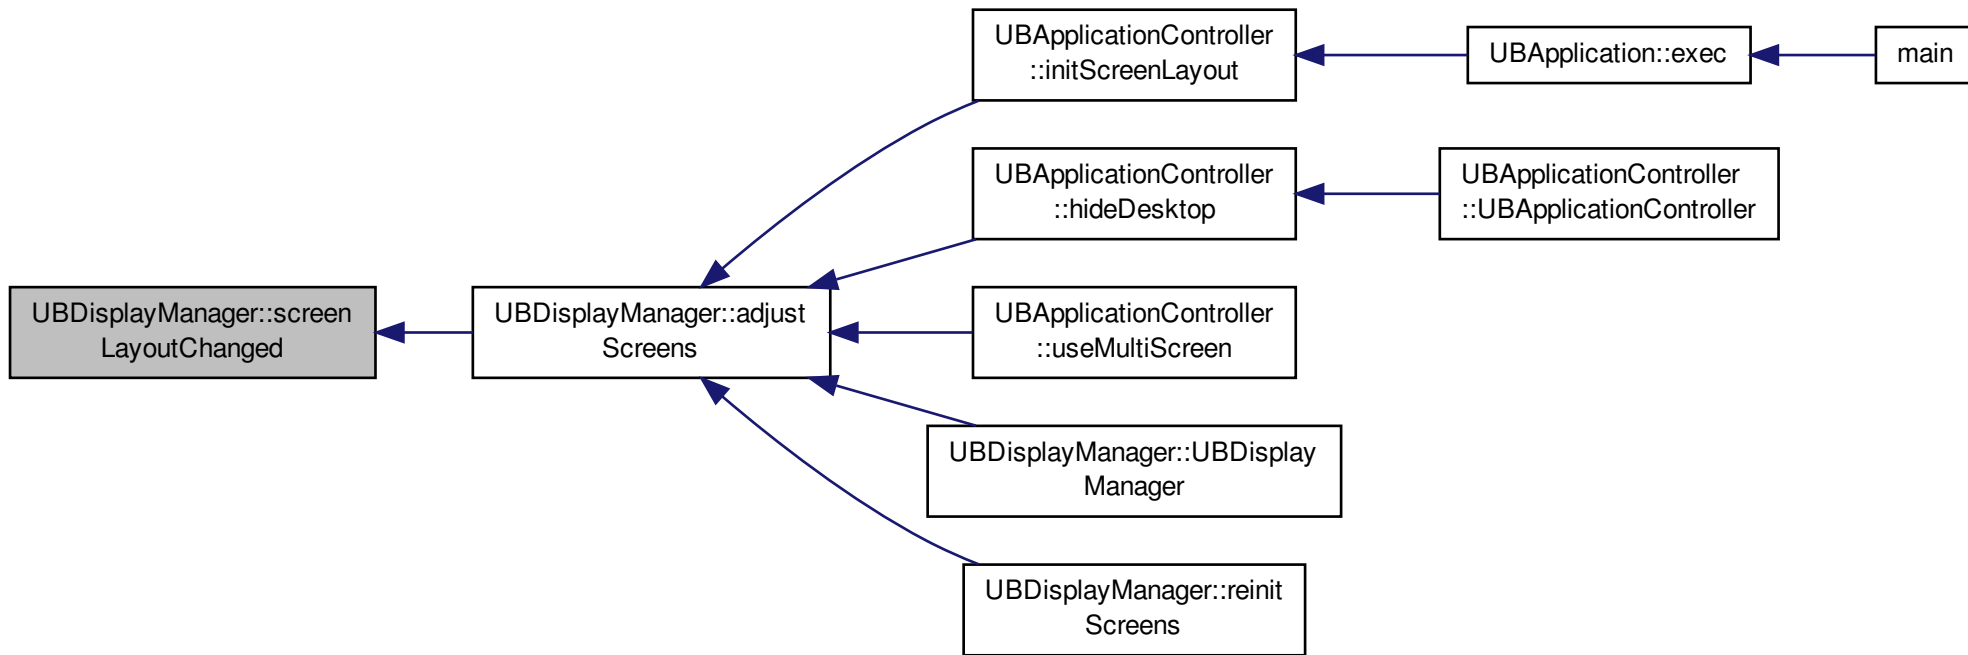 UBDisplayManager::screen
LayoutChanged
UBDisplayManager::adjust
Screens
UBApplicationController
::initScreenLayout
UBApplication::exec
main
UBApplicationController
::hideDesktop
UBApplicationController
::UBApplicationController
UBApplicationController
::useMultiScreen
UBDisplayManager::UBDisplay
Manager
UBDisplayManager::reinit
Screens